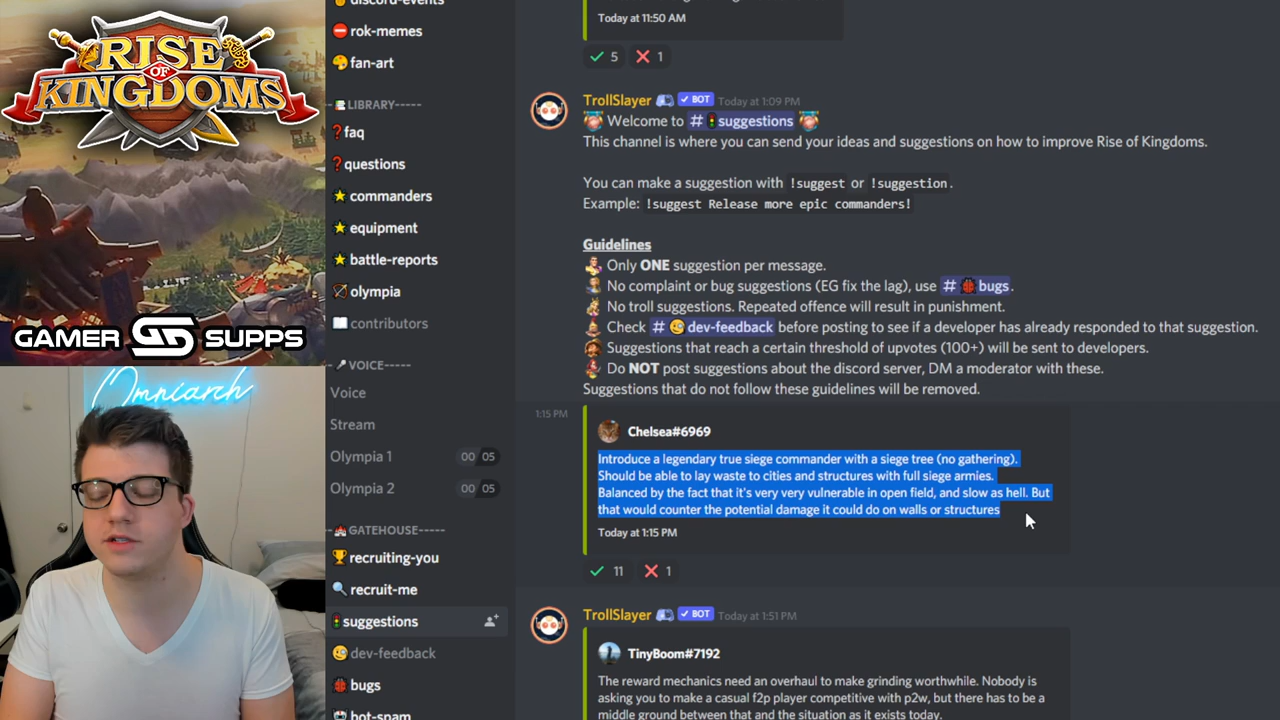 RISE
OF
KINGDOMS
GAMER GS SUPPS
Omniarch
discord-events
rok-memes
fan-art
LIBRARY-----
faq
questions
commanders
equipment
battle-reports
olympia
contributors
VOICE-----
Voice
Stream
Olympia 1 00 05
Olympia 2 00 05
GATEHOUSE-----
recruiting-you
recruit-me
suggestions
dev-feedback
bugs
bot-spam
Today at 11:50 AM
5 1
TrollSlayer BOT Today at 1:09 PM
Welcome to # suggestions
This channel is where you can send your ideas and suggestions on how to improve Rise of Kingdoms.
You can make a suggestion with !suggest or !suggestion.
Example: !suggest Release more epic commanders!
Guidelines
Only ONE suggestion per message.
No complaint or bug suggestions (EG fix the lag), use # bugs.
No troll suggestions. Repeated offence will result in punishment.
Check # dev-feedback before posting to see if a developer has already responded to that suggestion.
Suggestions that reach a certain threshold of upvotes (100+) will be sent to developers.
Do NOT post suggestions about the discord server, DM a moderator with these.
Suggestions that do not follow these guidelines will be removed.
1:15 PM
Chelsea#6969
Introduce a legendary true siege commander with a siege tree (no gathering).
Should be able to lay waste to cities and structures with full siege armies.
Balanced by the fact that it's very very vulnerable in open field, and slow as hell. But
that would counter the potential damage it could do on walls or structures
Today at 1:15 PM
11 1
TrollSlayer BOT Today at 1:51 PM
TinyBoom#7192
The reward mechanics need an overhaul to make grinding worthwhile. Nobody is
asking you to make a casual f2p player competitive with p2w, but there has to be a
middle ground between that and the situation as it exists today.